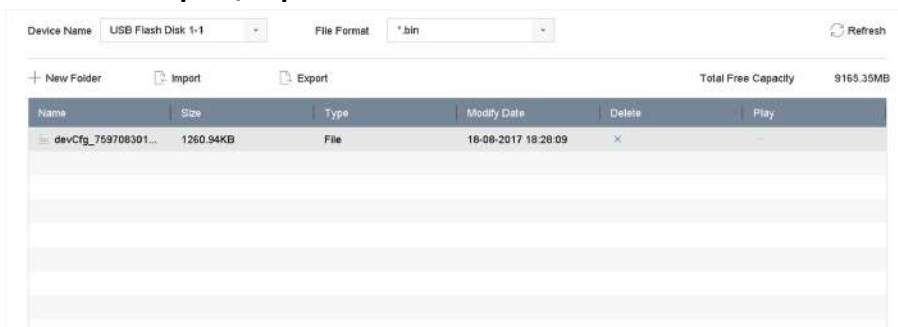 Device Name USB Flash Disk 1-1 File Format *.bin Refresh
New Folder Import Export Total Free Capacity 9165.35MB
Name Size Type Modify Date Delete Play
devCfg_759708301... 1260.94KB File 18-08-2017 18:28:09